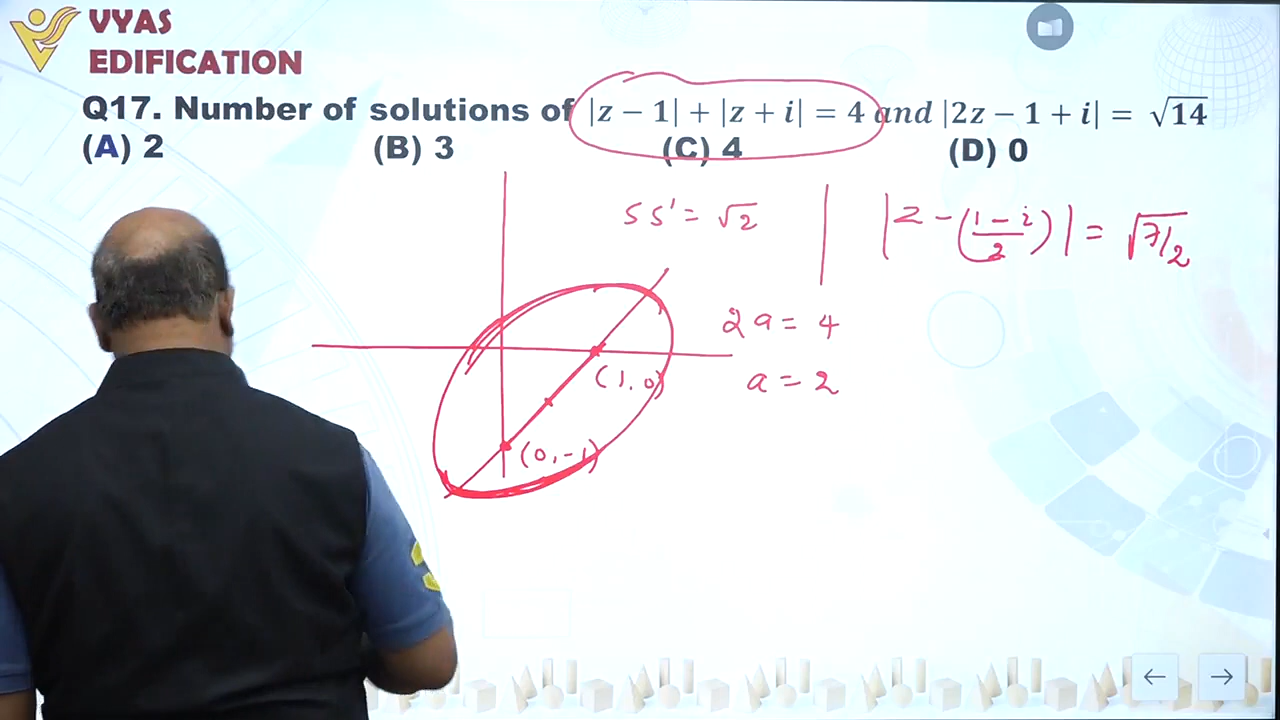 VYAS
EDIFICATION
Q17. Number of solutions of |z − 1| + |z + i| = 4 and |2z − 1 + i| = √14
(A) 2 (B) 3 (C) 4 (D) 0
SS' = √2
|z − ((1 − i)/2)| = √7/2
2a = 4
a = 2
(1, 0)
(0, −1)